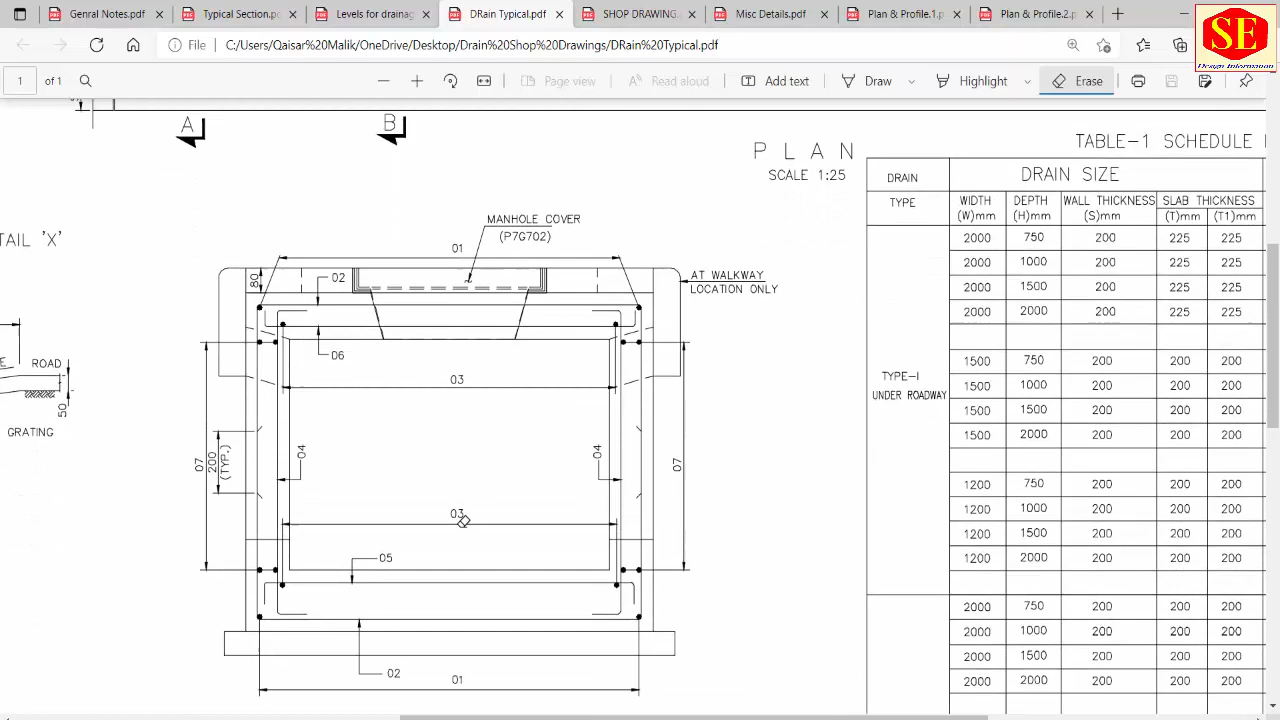 Genral Notes.pdf
Typical Section.p
Levels for drainag
DRain Typical.pdf
SHOP DRAWING.
Misc Details.pdf
Plan & Profile.1.p
Plan & Profile.2.p
File
C:/Users/Qaisar%20Malik/OneDrive/Desktop/Drain%20Shop%20Drawings/DRain%20Typical.pdf
SE
Design Information
1 of 1
Page view
Read aloud
Add text
Draw
Highlight
Erase
A
B
PLAN
SCALE 1:25
TAIL 'X'
MANHOLE COVER
(P7G702)
01
80
02
AT WALKWAY
LOCATION ONLY
06
ROAD
50
GRATING
03
04
04
07
200
(TYP.)
07
03
05
02
01
TABLE-1 SCHEDULE
DRAIN
TYPE
DRAIN SIZE
WIDTH (W)mm DEPTH (H)mm WALL THICKNESS (S)mm SLAB THICKNESS (T)mm (T1)mm
2000 750 200 225 225
2000 1000 200 225 225
2000 1500 200 225 225
2000 2000 200 225 225
1500 750 200 200 200
TYPE-I
UNDER ROADWAY
1500 1000 200 200 200
1500 1500 200 200 200
1500 2000 200 200 200
1200 750 200 200 200
1200 1000 200 200 200
1200 1500 200 200 200
1200 2000 200 200 200
2000 750 200 200 200
2000 1000 200 200 200
2000 1500 200 200 200
2000 2000 200 200 200